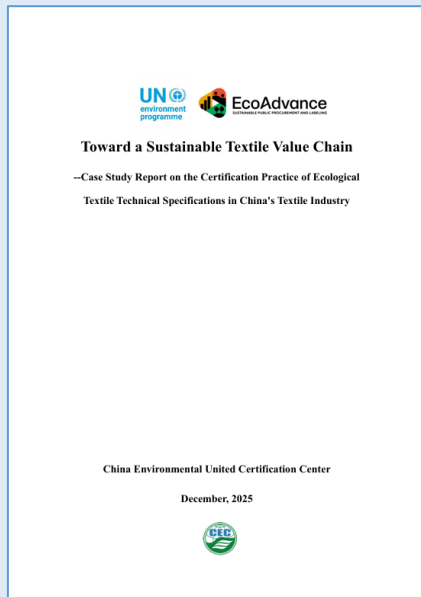 UN
environment
programme
EcoAdvance
SUSTAINABLE PUBLIC PROCUREMENT AND LABELING
Toward a Sustainable Textile Value Chain
--Case Study Report on the Certification Practice of Ecological
Textile Technical Specifications in China's Textile Industry
China Environmental United Certification Center
December, 2025
CEC